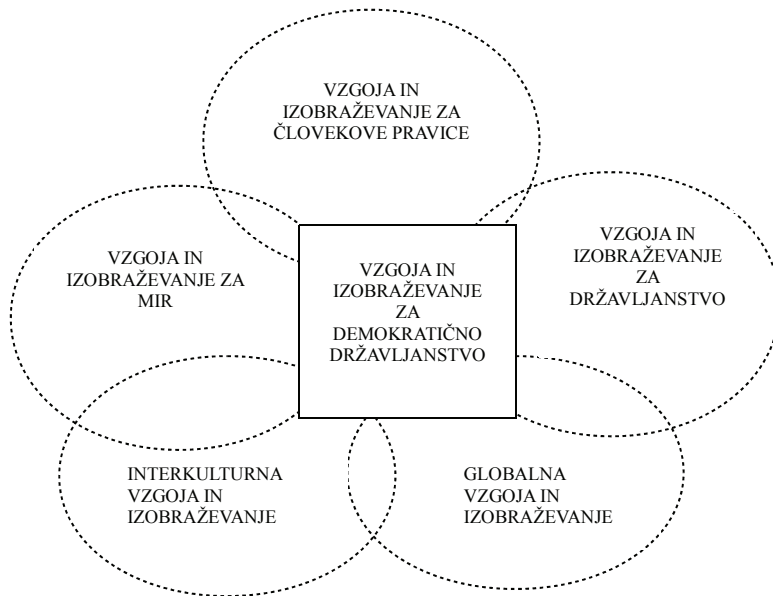 VZGOJA IN
IZOBRAŽEVANJE ZA
ČLOVEKOVE PRAVICE
VZGOJA IN
IZOBRAŽEVANJE ZA
MIR
VZGOJA IN
IZOBRAŽEVANJE
ZA
DEMOKRATIČNO
DRŽAVLJANSTVO
VZGOJA IN
IZOBRAŽEVANJE
ZA
DRŽAVLJANSTVO
INTERKULTURNA
VZGOJA IN
IZOBRAŽEVANJE
GLOBALNA
VZGOJA IN
IZOBRAŽEVANJE